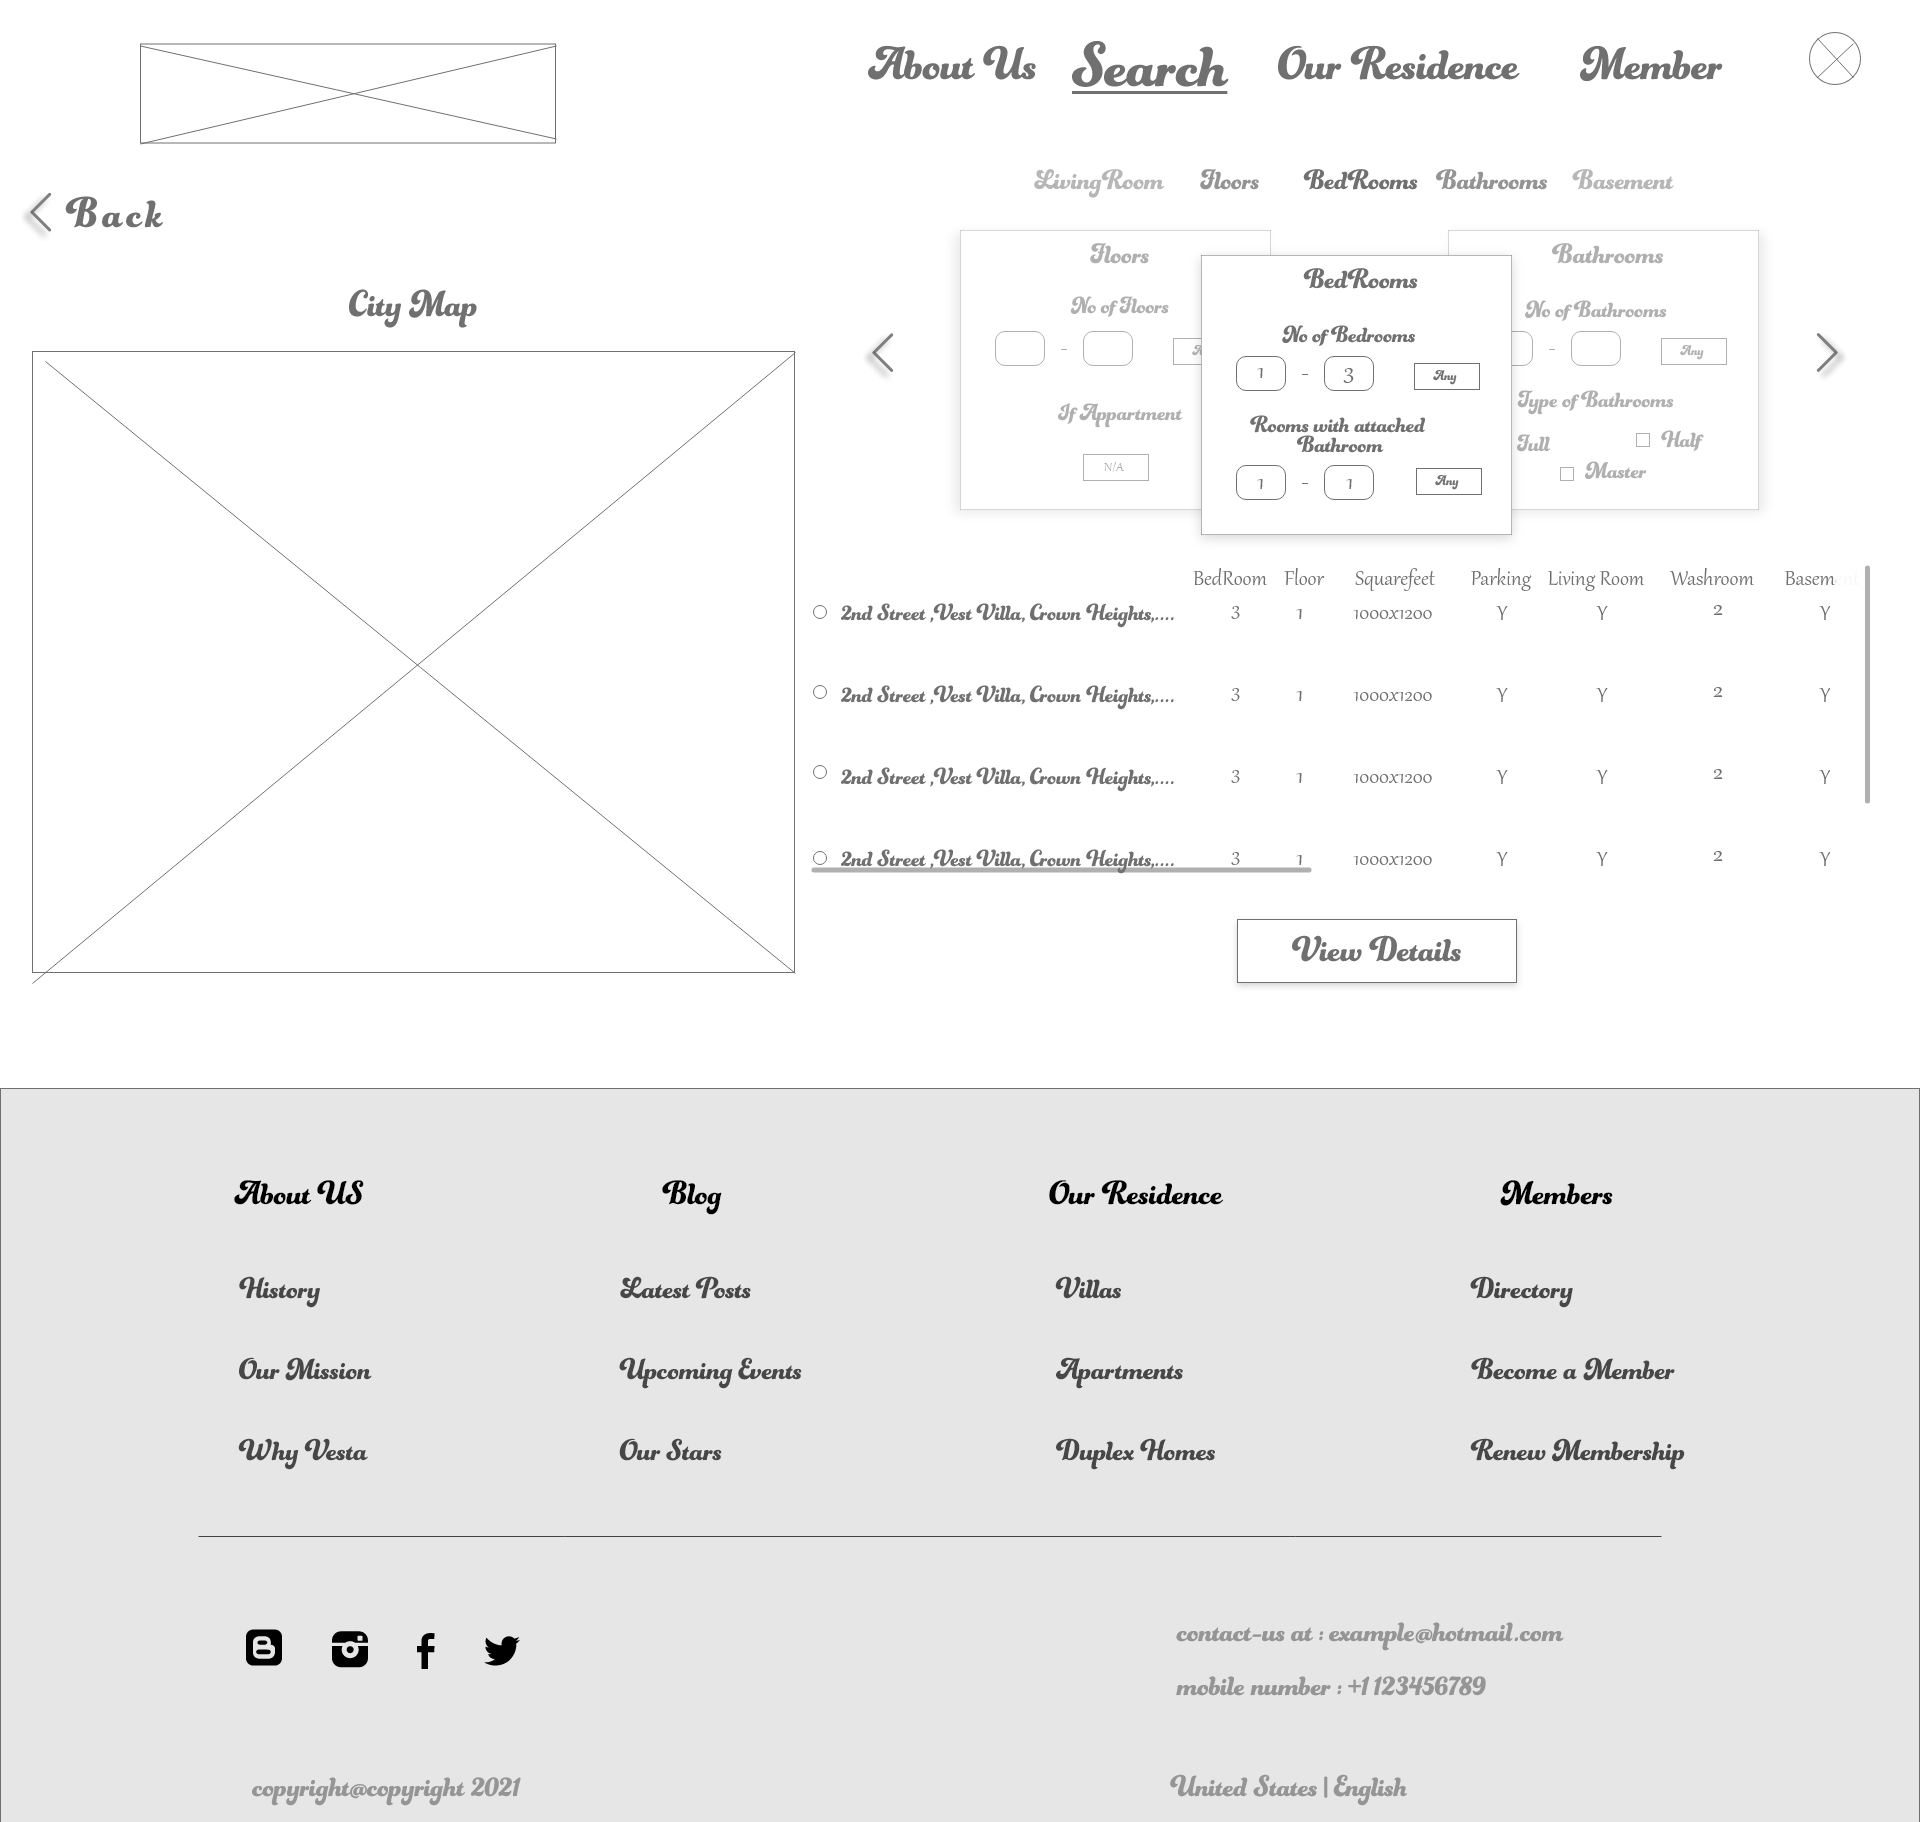 About Us Search Our Residence Member
LivingRoom Floors BedRooms Bathrooms Basement
Back
City Map
Floors
No of Floors
-
If Appartment
N/A
BedRooms
No of Bedrooms
1 - 3 Any
Rooms with attached
Bathroom
1 - 1 Any
Bathrooms
No of Bathrooms
- Any
Type of Bathrooms
Full Half
Master
BedRoom Floor Squarefeet Parking Living Room Washroom Basement
2nd Street ,Vest Villa, Crown Heights,.... 3 1 1000x1200 Y Y 2 Y
2nd Street ,Vest Villa, Crown Heights,.... 3 1 1000x1200 Y Y 2 Y
2nd Street ,Vest Villa, Crown Heights,.... 3 1 1000x1200 Y Y 2 Y
2nd Street ,Vest Villa, Crown Heights,.... 3 1 1000x1200 Y Y 2 Y
View Details
About US Blog Our Residence Members
History Latest Posts Villas Directory
Our Mission Upcoming Events Apartments Become a Member
Why Vesta Our Stars Duplex Homes Renew Membership
contact-us at : example@hotmail.com
mobile number : +1 123456789
copyright@copyright 2021 United States | English